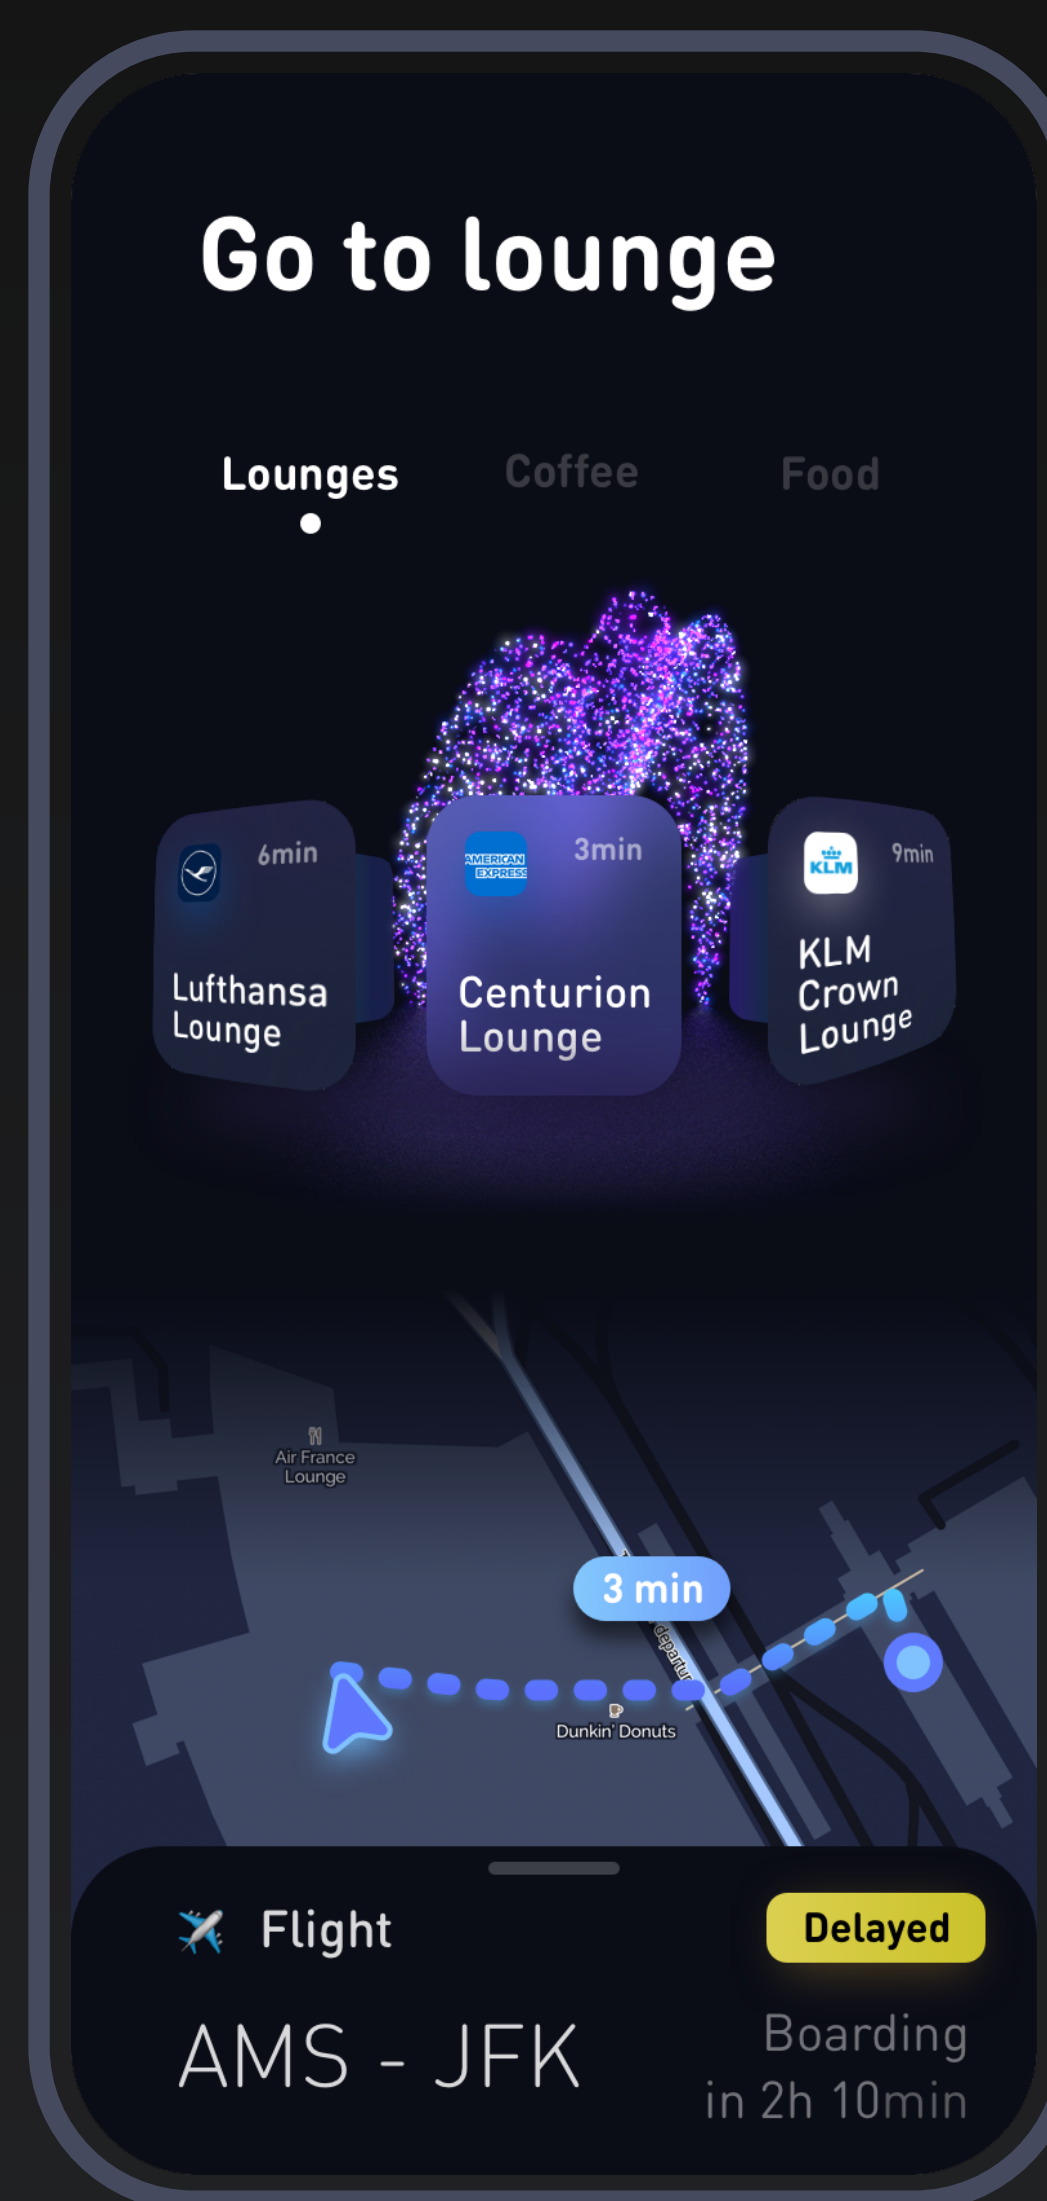 Go to lounge
Lounges
Coffee
Food
6min
Lufthansa
Lounge
AMERICAN
EXPRESS
3min
Centurion
Lounge
KLM
9min
KLM
Crown
Lounge
Air France
Lounge
3 min
Dunkin' Donuts
Flight
Delayed
AMS - JFK
Boarding
in 2h 10min